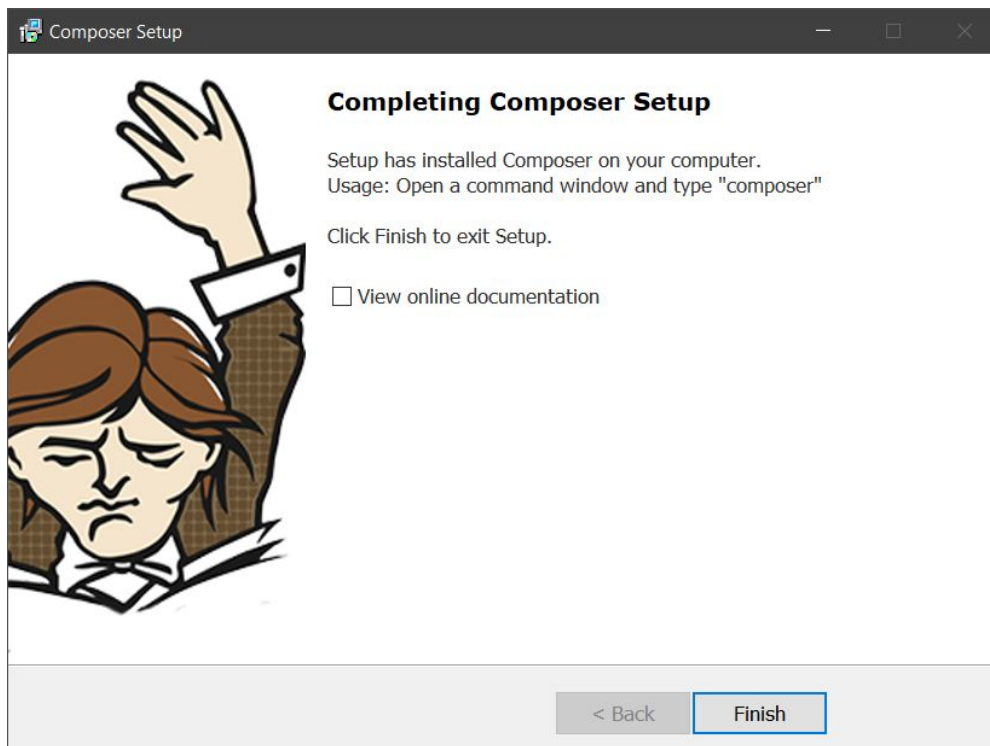 Composer Setup
Completing Composer Setup
Setup has installed Composer on your computer.
Usage: Open a command window and type "composer"
Click Finish to exit Setup.
View online documentation
< Back
Finish